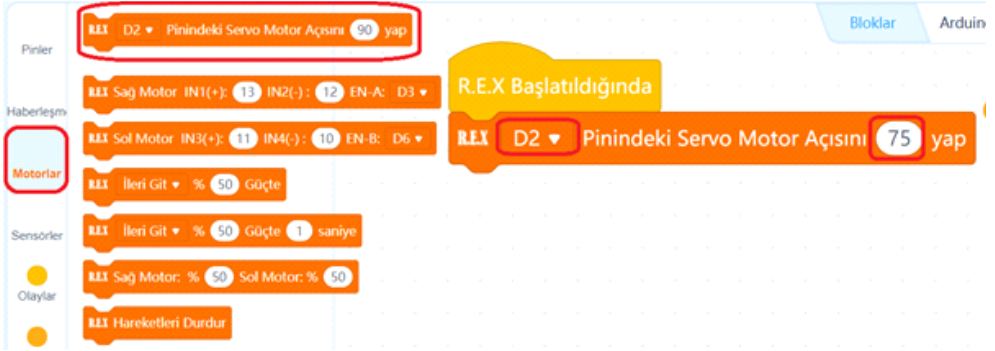 Pinler
Haberleşm
Motorlar
Sensörler
Olaylar
R.E.X D2 Pinindeki Servo Motor Açısını 90 yap
R.E.X Sağ Motor IN1(+): 13 IN2(-) : 12 EN-A: D3
R.E.X Sol Motor IN3(+): 11 IN4(-) : 10 EN-B: D6
R.E.X İleri Git % 50 Güçte
R.E.X İleri Git % 50 Güçte 1 saniye
R.E.X Sağ Motor: % 50 Sol Motor: % 50
R.E.X Hareketleri Durdur
Bloklar Arduin
R.E.X Başlatıldığında
R.E.X D2 Pinindeki Servo Motor Açısını 75 yap